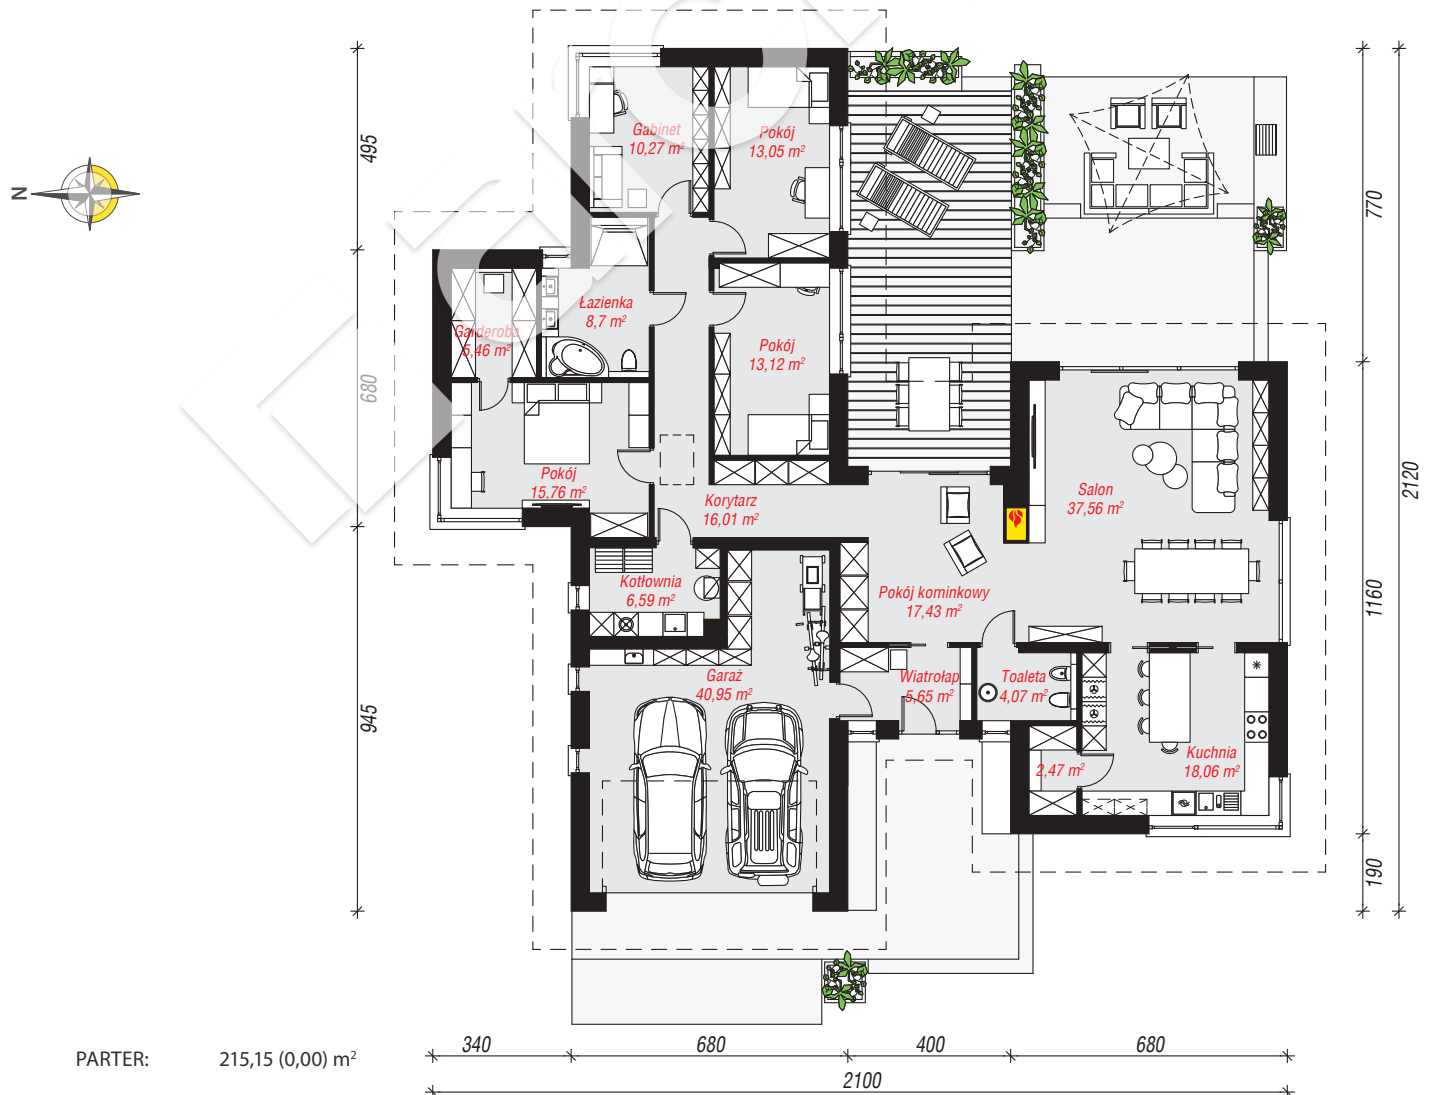 N
Gabinet
10,27 m²
Pokój
13,05 m²
Łazienka
8,7 m²
Garderoba
5,46 m²
Pokój
13,12 m²
Pokój
15,76 m²
Korytarz
16,01 m²
Salon
37,56 m²
Kotłownia
6,59 m²
Pokój kominkowy
17,43 m²
Garaż
40,95 m²
Wiatrołap
5,65 m²
Toaleta
4,07 m²
Kuchnia
18,06 m²
2,47 m²
495
680
945
770
1160
190
2120
340
680
400
680
2100
PARTER: 215,15 (0,00) m²